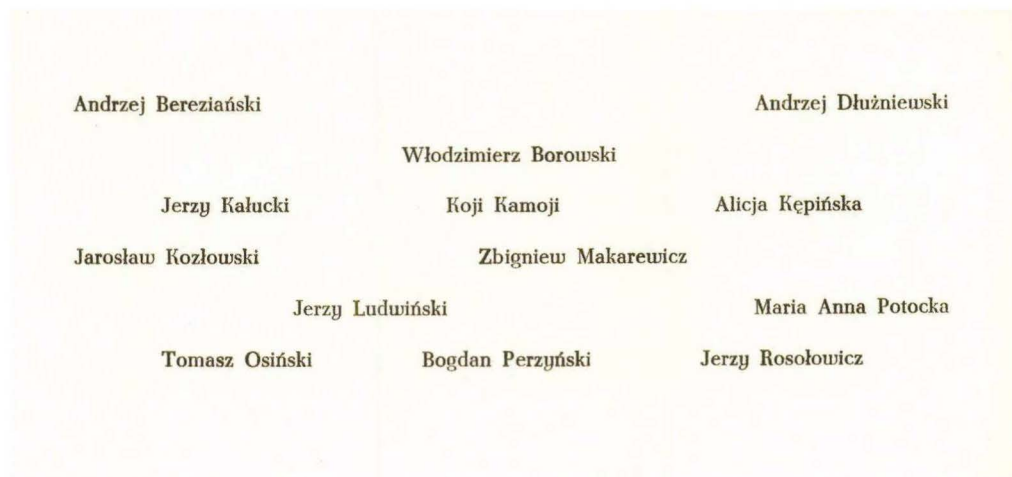 Andrzej Bereziański Andrzej Dłużniewski
Włodzimierz Borowski
Jerzy Kałucki Koji Kamoji Alicja Kępińska
Jarosław Kozłowski Zbigniew Makarewicz
Jerzy Ludwiński Maria Anna Potocka
Tomasz Osiński Bogdan Perzyński Jerzy Rosołowicz